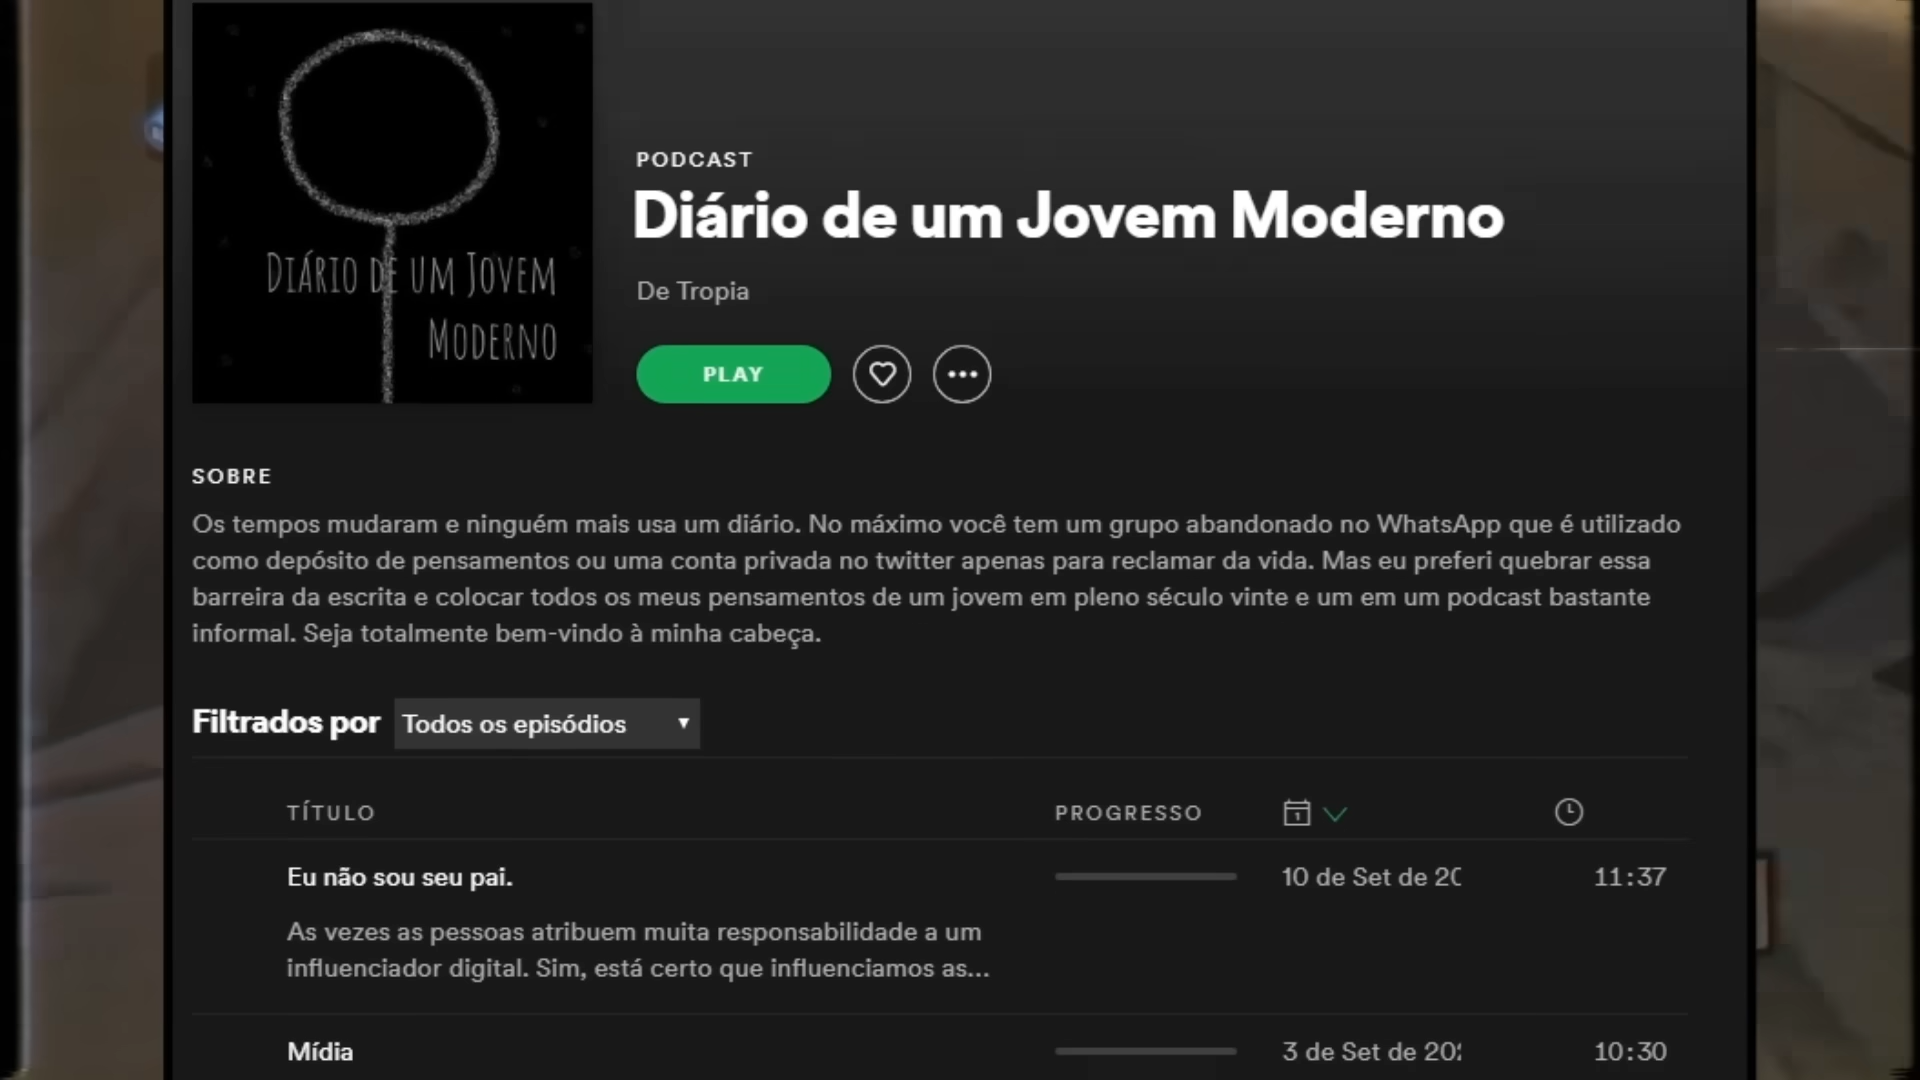 DIÁRIO DE UM JOVEM
MODERNO
PODCAST
Diário de um Jovem Moderno
De Tropia
PLAY
SOBRE
Os tempos mudaram e ninguém mais usa um diário. No máximo você tem um grupo abandonado no WhatsApp que é utilizado
como depósito de pensamentos ou uma conta privada no twitter apenas para reclamar da vida. Mas eu preferi quebrar essa
barreira da escrita e colocar todos os meus pensamentos de um jovem em pleno século vinte e um em um podcast bastante
informal. Seja totalmente bem-vindo à minha cabeça.
Filtrados por Todos os episódios
TÍTULO PROGRESSO
Eu não sou seu pai. 10 de Set de 11:37
As vezes as pessoas atribuem muita responsabilidade a um
influenciador digital. Sim, está certo que influenciamos as...
Mídia 3 de Set de 10:30